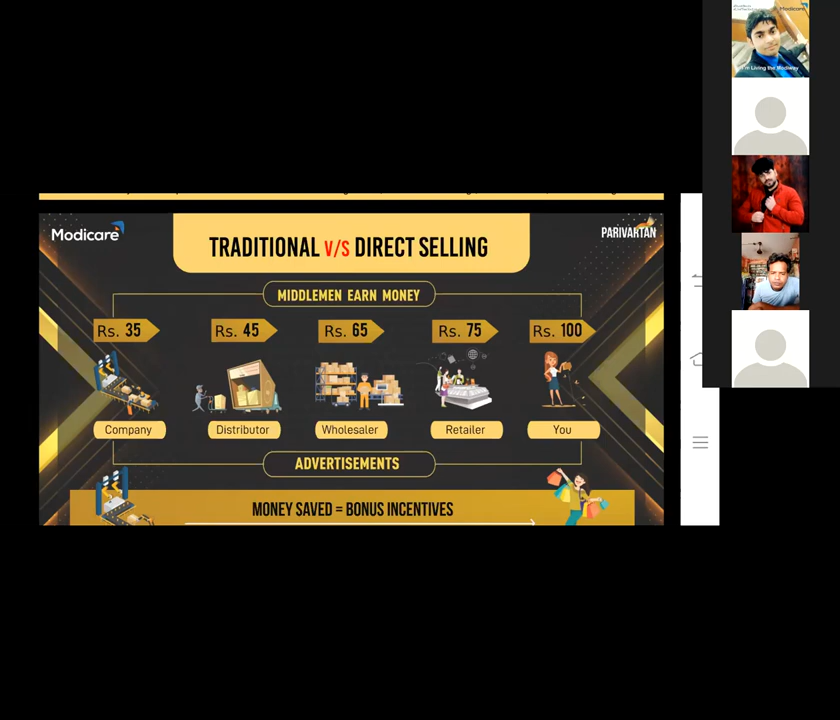 Modicare
TRADITIONAL V/S DIRECT SELLING
PARIVARTAN
MIDDLEMEN EARN MONEY
Rs. 35
Rs. 45
Rs. 65
Rs. 75
Rs. 100
Company
Distributor
Wholesaler
Retailer
You
ADVERTISEMENTS
MONEY SAVED = BONUS INCENTIVES
Modicare
I'm Living the Modiway